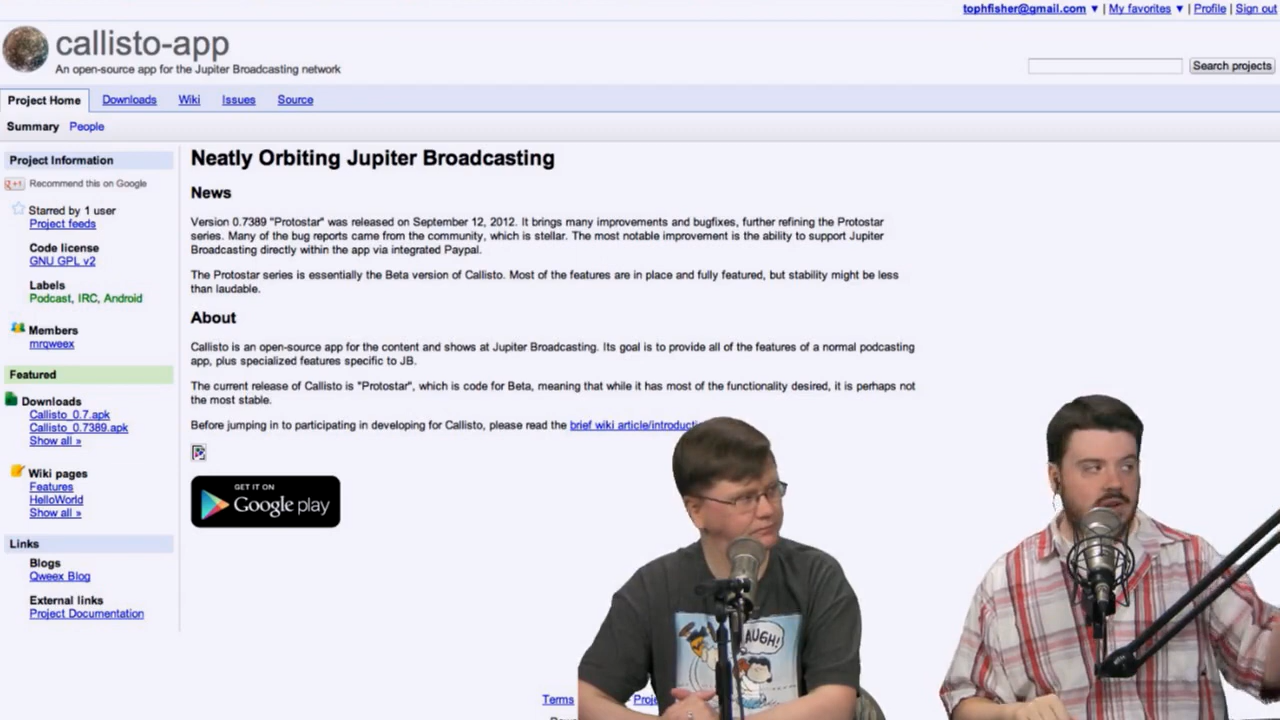 tophfisher@gmail.com ▼ | My favorites ▼ | Profile | Sign out
callisto-app
An open-source app for the Jupiter Broadcasting network
Search projects
Project Home Downloads Wiki Issues Source
Summary People
Project Information
+1 Recommend this on Google
Starred by 1 user
Project feeds
Code license
GNU GPL v2
Labels
Podcast, IRC, Android
Members
mrqweex
Featured
Downloads
Callisto_0.7.apk
Callisto_0.7389.apk
Show all »
Wiki pages
Features
HelloWorld
Show all »
Links
Blogs
Qweex Blog
External links
Project Documentation
Neatly Orbiting Jupiter Broadcasting
News
Version 0.7389 "Protostar" was released on September 12, 2012. It brings many improvements and bugfixes, further refining the Protostar
series. Many of the bug reports came from the community, which is stellar. The most notable improvement is the ability to support Jupiter
Broadcasting directly within the app via integrated Paypal.
The Protostar series is essentially the Beta version of Callisto. Most of the features are in place and fully featured, but stability might be less
than laudable.
About
Callisto is an open-source app for the content and shows at Jupiter Broadcasting. Its goal is to provide all of the features of a normal podcasting
app, plus specialized features specific to JB.
The current release of Callisto is "Protostar", which is code for Beta, meaning that while it has most of the functionality desired, it is perhaps not
the most stable.
Before jumping in to participating in developing for Callisto, please read the brief wiki article/introducti
GET IT ON
Google play
AUGH!
Terms